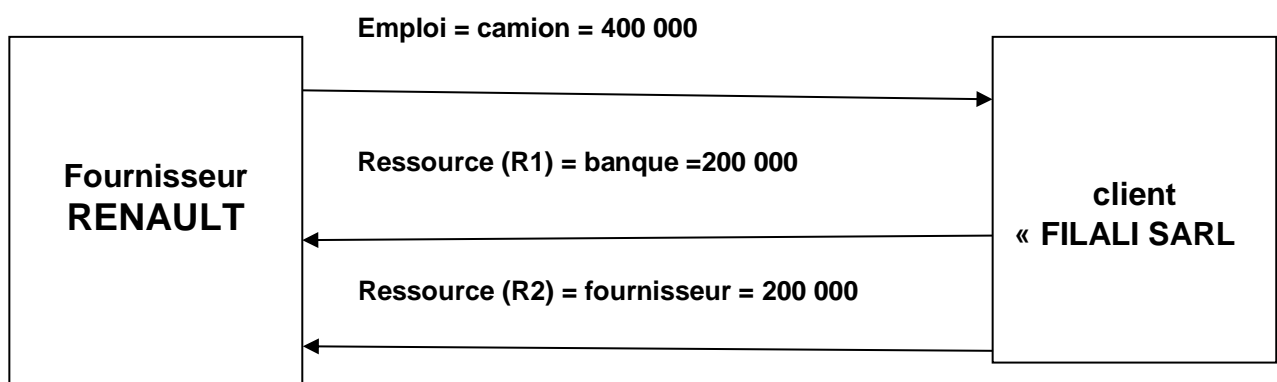 Emploi = camion = 400 000
Fournisseur
RENAULT
Ressource (R1) = banque =200 000
client
« FILALI SARL
Ressource (R2) = fournisseur = 200 000